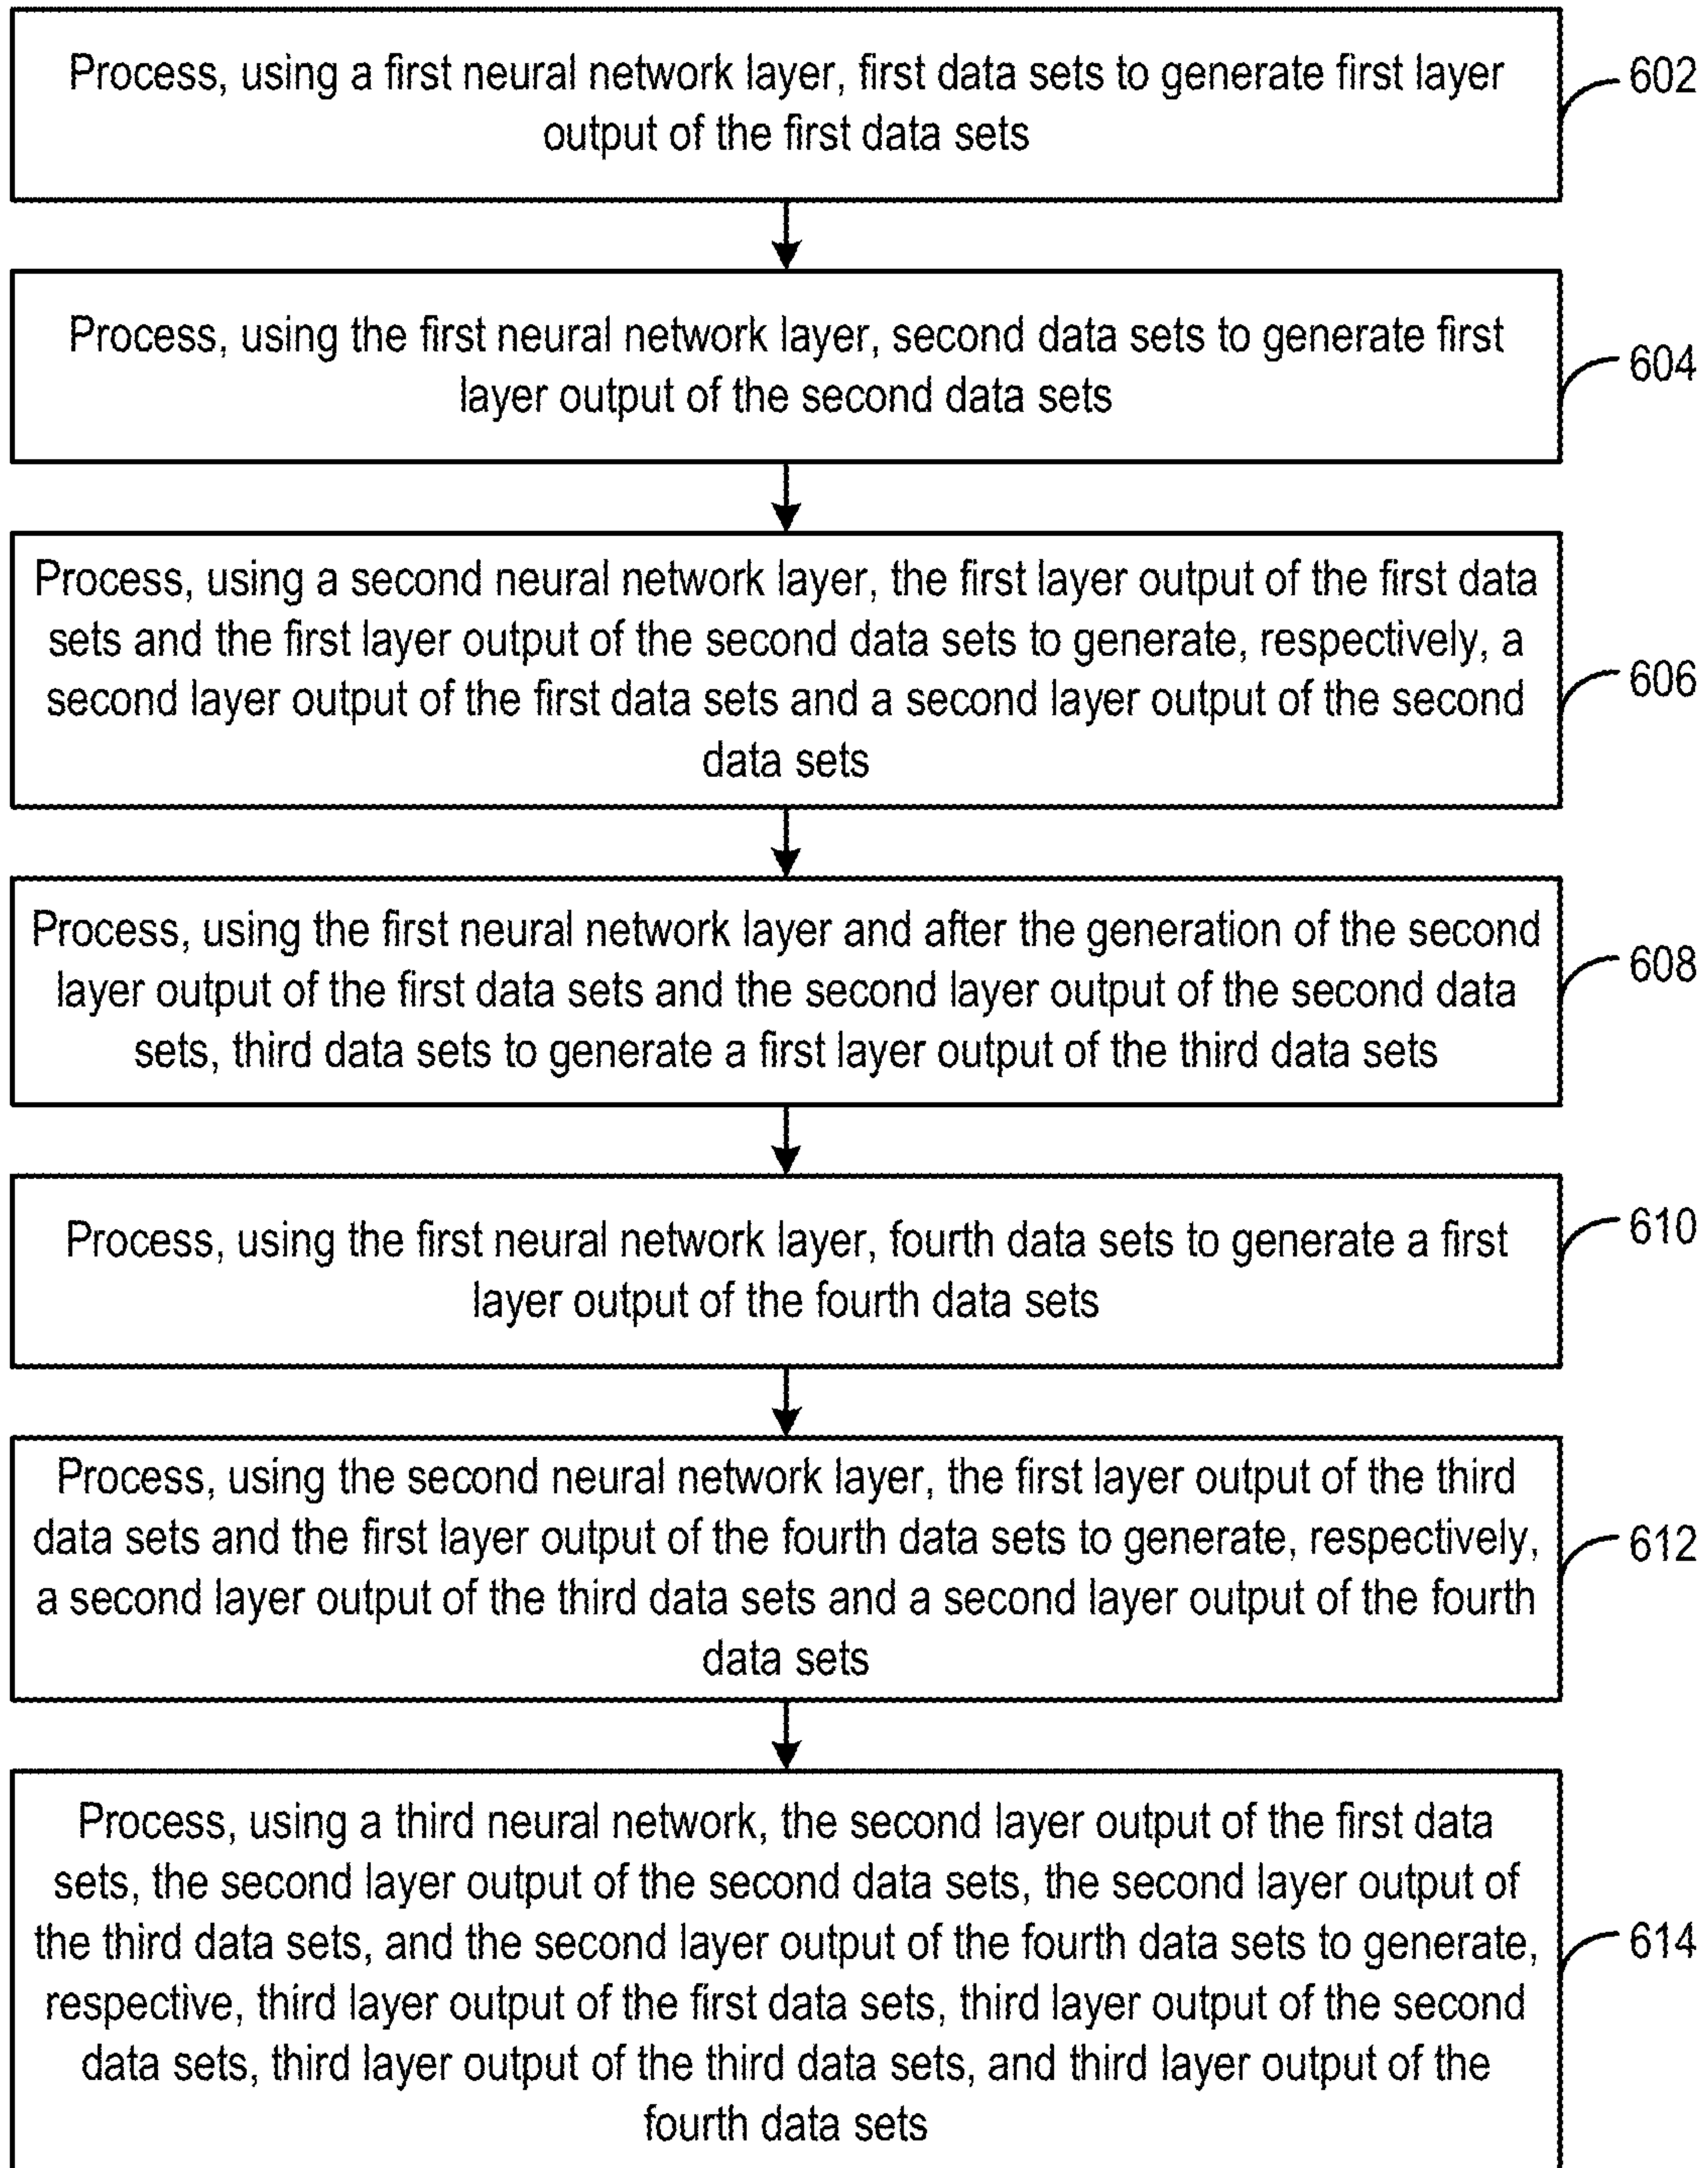 Process, using a first neural network layer, first data sets to generate first layer
output of the first data sets
602
Process, using the first neural network layer, second data sets to generate first
layer output of the second data sets
604
Process, using a second neural network layer, the first layer output of the first data
sets and the first layer output of the second data sets to generate, respectively, a
second layer output of the first data sets and a second layer output of the second
data sets
606
Process, using the first neural network layer and after the generation of the second
layer output of the first data sets and the second layer output of the second data
sets, third data sets to generate a first layer output of the third data sets
608
Process, using the first neural network layer, fourth data sets to generate a first
layer output of the fourth data sets
610
Process, using the second neural network layer, the first layer output of the third
data sets and the first layer output of the fourth data sets to generate, respectively,
a second layer output of the third data sets and a second layer output of the fourth
data sets
612
Process, using a third neural network, the second layer output of the first data
sets, the second layer output of the second data sets, the second layer output of
the third data sets, and the second layer output of the fourth data sets to generate,
respective, third layer output of the first data sets, third layer output of the second
data sets, third layer output of the third data sets, and third layer output of the
fourth data sets
614